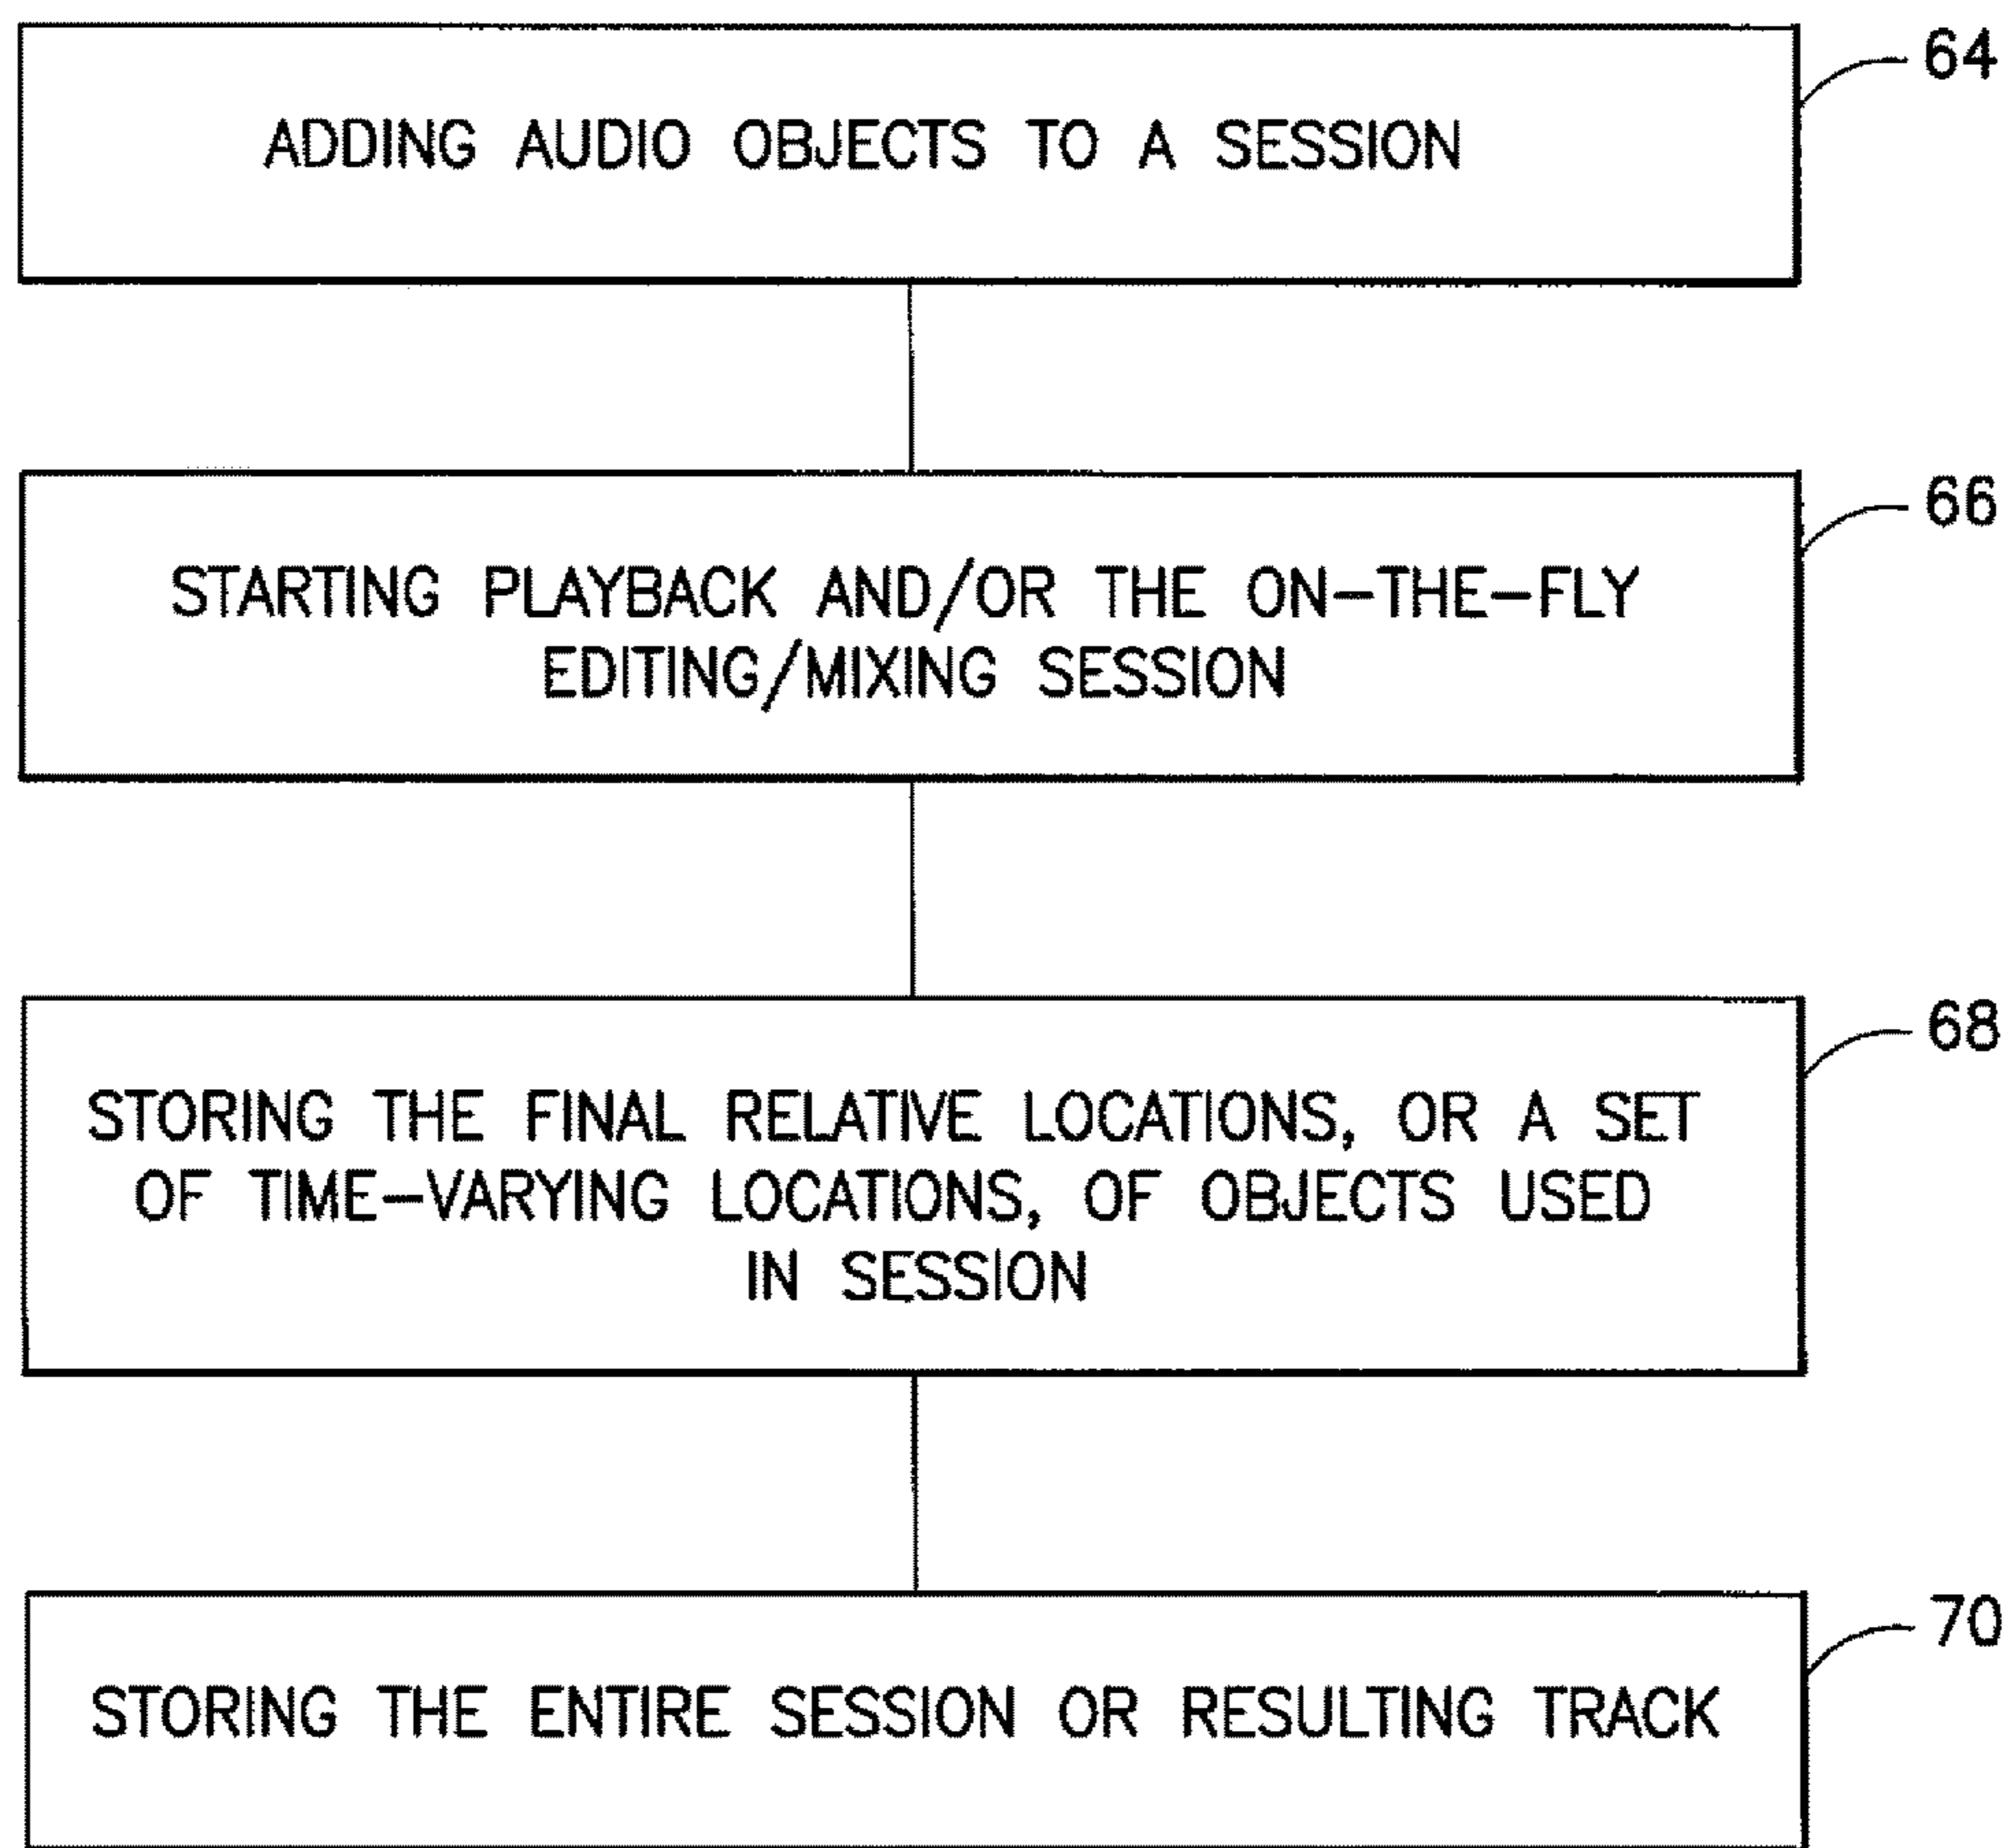 64
ADDING AUDIO OBJECTS TO A SESSION
66
STARTING PLAYBACK AND/OR THE ON-THE-FLY
EDITING/MIXING SESSION
68
STORING THE FINAL RELATIVE LOCATIONS, OR A SET
OF TIME-VARYING LOCATIONS, OF OBJECTS USED
IN SESSION
70
STORING THE ENTIRE SESSION OR RESULTING TRACK